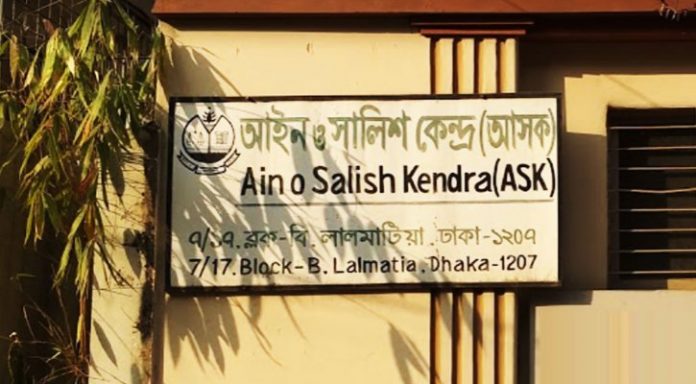 আইন ও সালিশ কেন্দ্র (আসক)
Ain o Salish Kendra(ASK)
৭/১৭. ব্লক-বি. লালমাটিয়া. ঢাকা-১২০৭
7/17. Block-B. Lalmatia. Dhaka-1207